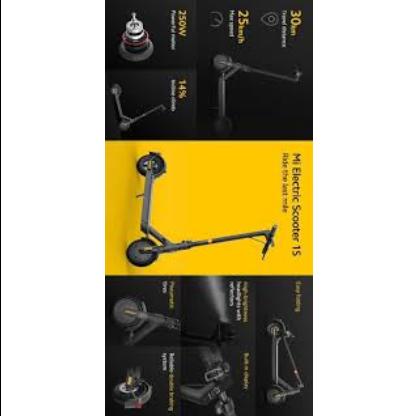 30km
Travel distance
25km/h
Max speed
250W
Powerful motor
14%
Incline climb
Mi Electric Scooter 1S
Ride the last mile
Easy folding
High-brightness
headlights with
reflectors
Built-in display
Pneumatic
tires
Reliable double braking
system